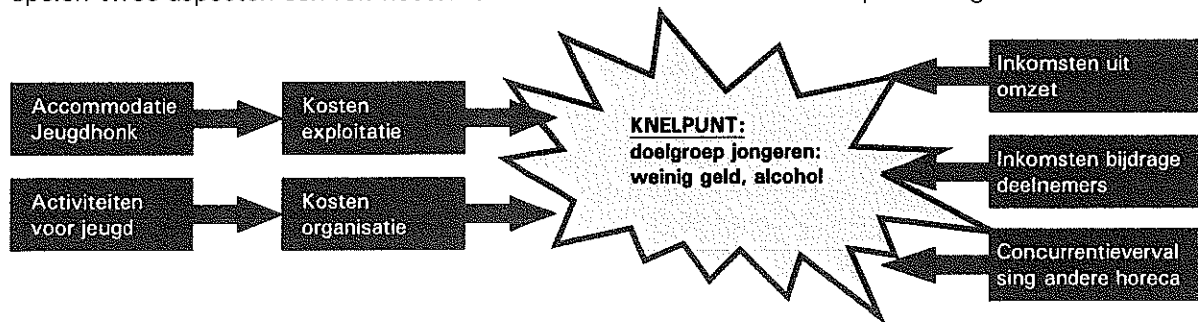 Accommodatie
Jeugdhonk
Kosten
exploitatie
Activiteiten
voor jeugd
Kosten
organisatie
KNELPUNT:
doelgroep jongeren:
weinig geld, alcohol
Inkomsten uit
omzet
Inkomsten bijdrage
deelnemers
Concurrentieverval
sing andere horeca